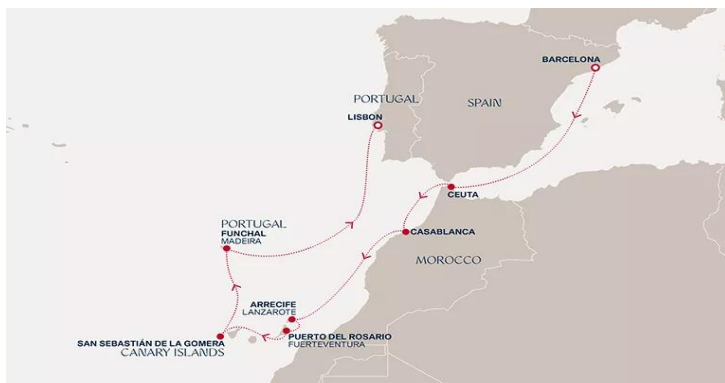 BARCELONA
PORTUGAL
SPAIN
LISBON
CEUTA
PORTUGAL
FUNCHAL
MADEIRA
CASABLANCA
MOROCCO
ARRECIFE
LANZAROTE
PUERTO DEL ROSARIO
FUERTEVENTURA
SAN SEBASTIÁN DE LA GOMERA
CANARY ISLANDS